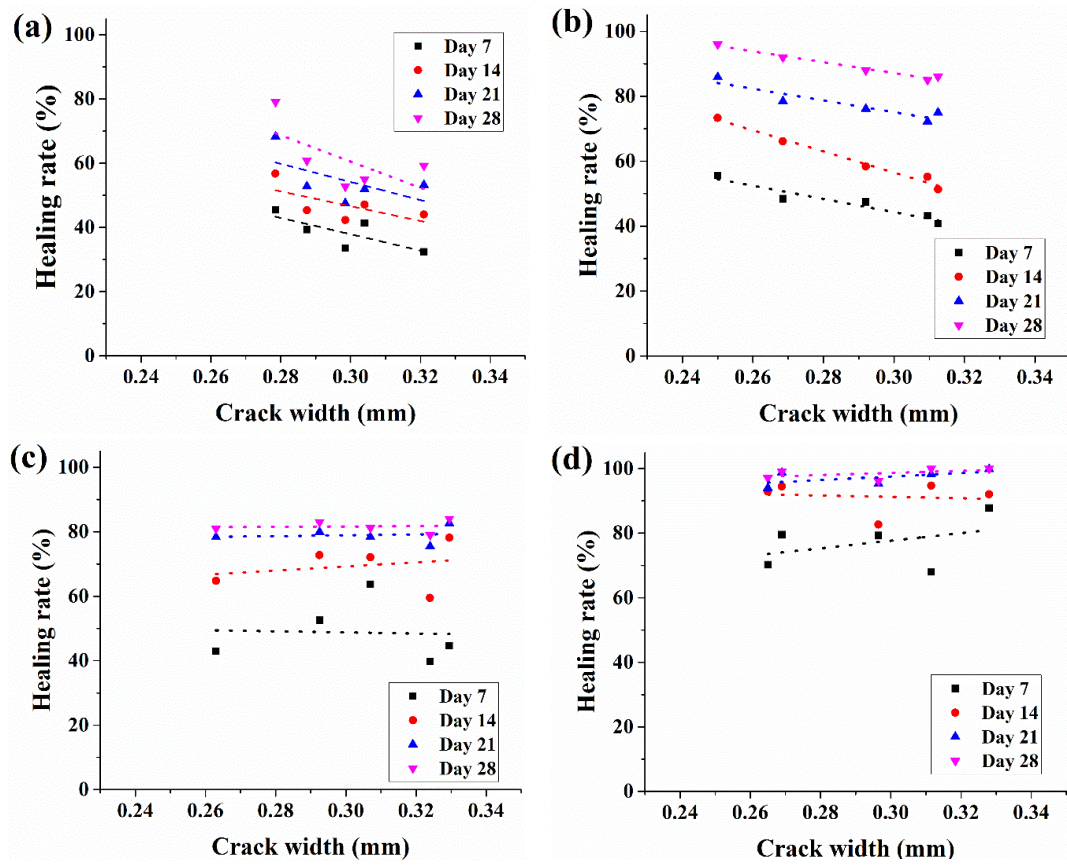 (a)
Healing rate (%)
100
80
60
40
20
0
Day 7
Day 14
Day 21
Day 28
0.24 0.26 0.28 0.30 0.32 0.34
Crack width (mm)
(b)
Healing rate (%)
100
80
60
40
20
0
Day 7
Day 14
Day 21
Day 28
0.24 0.26 0.28 0.30 0.32 0.34
Crack width (mm)
(c)
Healing rate (%)
100
80
60
40
20
0
Day 7
Day 14
Day 21
Day 28
0.24 0.26 0.28 0.30 0.32 0.34
Crack width (mm)
(d)
Healing rate (%)
100
80
60
40
20
0
Day 7
Day 14
Day 21
Day 28
0.24 0.26 0.28 0.30 0.32 0.34
Crack width (mm)